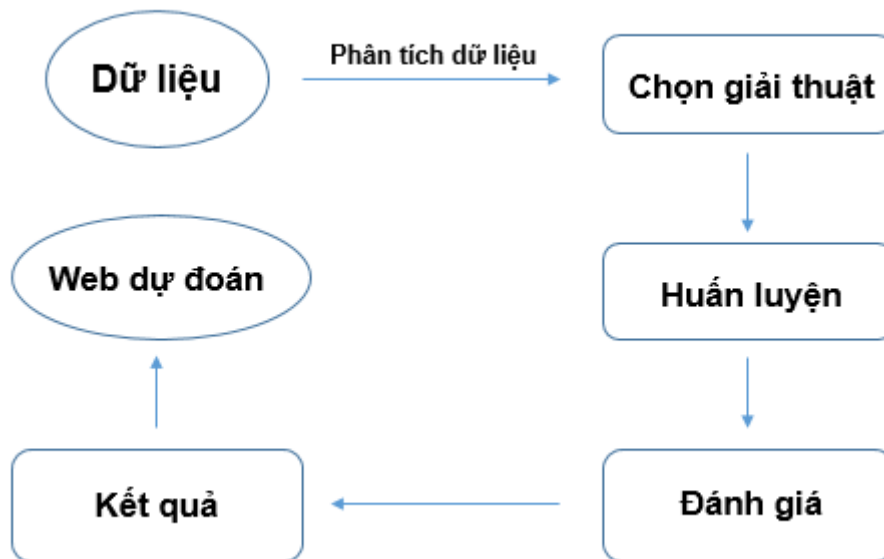 Dữ liệu
Phân tích dữ liệu
Chọn giải thuật
Web dự đoán
Huấn luyện
Kết quả
Đánh giá